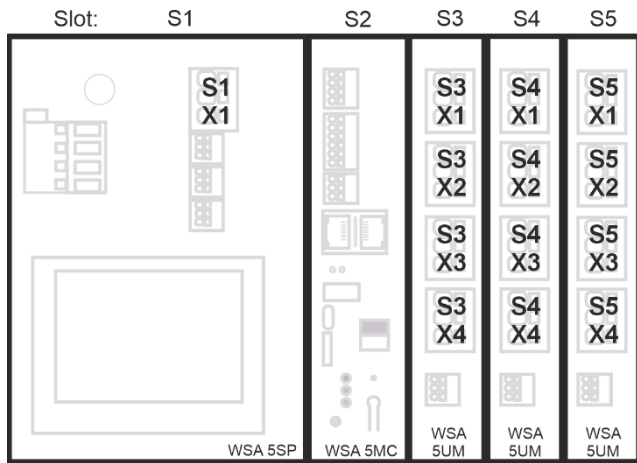 Slot: S1 S2 S3 S4 S5
S1 S3 S4 S5
X1 X1 X1 X1
S3 S4 S5
X2 X2 X2
S3 S4 S5
X3 X3 X3
S3 S4 S5
X4 X4 X4
WSA 5SP WSA 5MC WSA WSA WSA
5UM 5UM 5UM